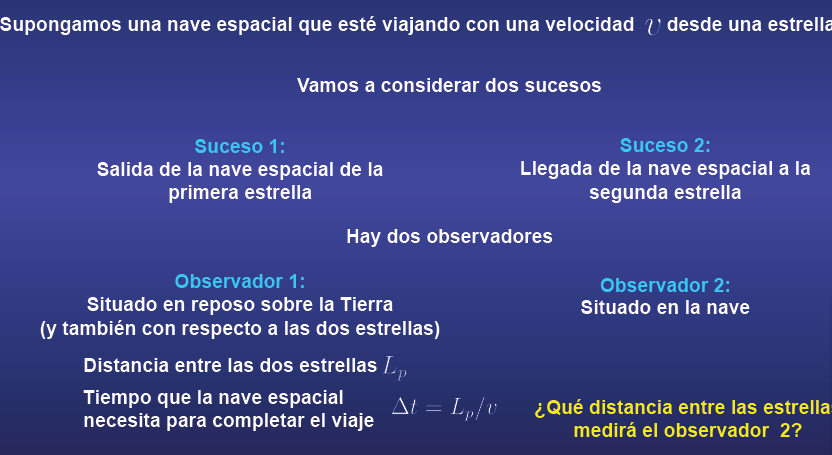 Supongamos una nave espacial que esté viajando con una velocidad v desde una estrella
Vamos a considerar dos sucesos
Suceso 1:
Salida de la nave espacial de la
primera estrella
Suceso 2:
Llegada de la nave espacial a la
segunda estrella
Hay dos observadores
Observador 1:
Situado en reposo sobre la Tierra
(y también con respecto a las dos estrellas)
Observador 2:
Situado en la nave
Distancia entre las dos estrellas L_p
Tiempo que la nave espacial
necesita para completar el viaje Δt = L_p/v
¿Qué distancia entre las estrellas
medirá el observador 2?